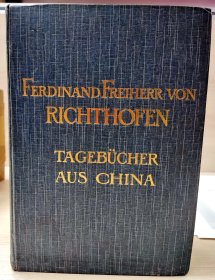 FERDINAND FREIHERR VON
RICHTHOFEN
TAGEBÜCHER
AUS CHINA